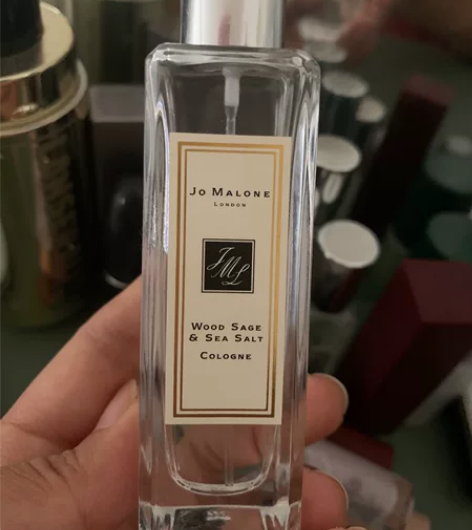 Jo Malone
London
JML
Wood Sage
& Sea Salt
Cologne